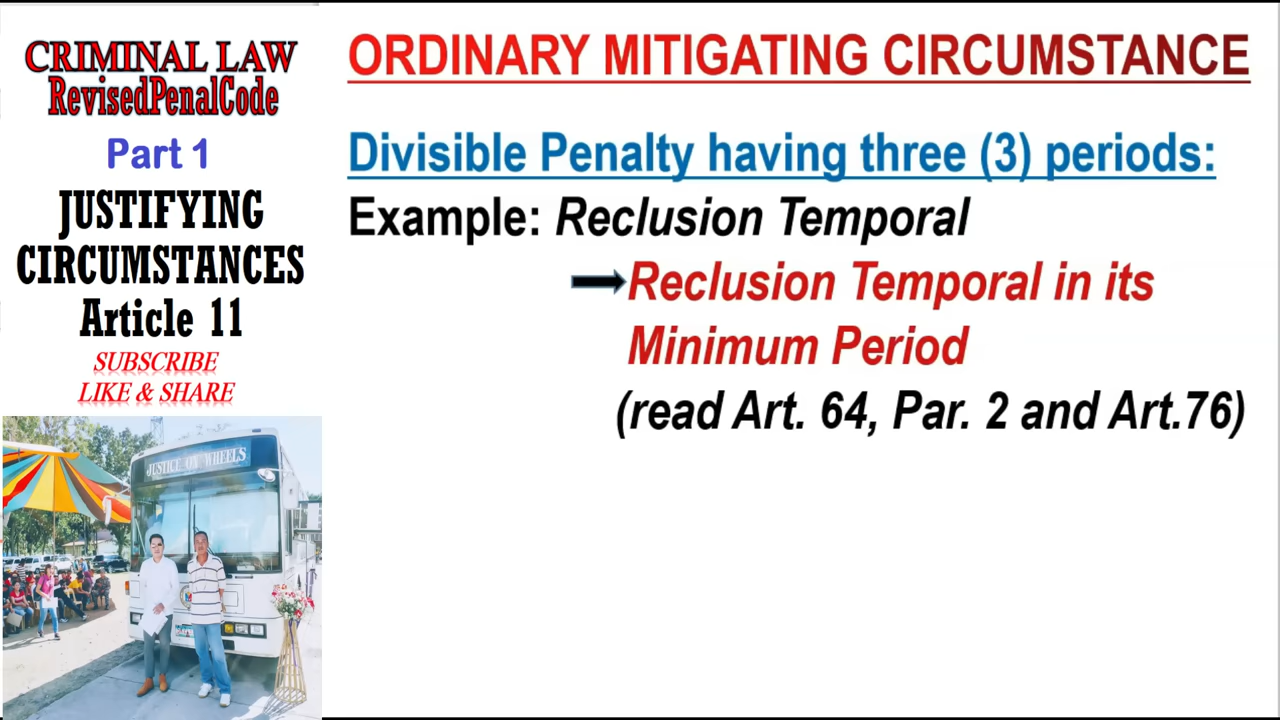 CRIMINAL LAW
RevisedPenalCode
Part 1
JUSTIFYING
CIRCUMSTANCES
Article 11
SUBSCRIBE
LIKE & SHARE
JUSTICE ON WHEELS
ORDINARY MITIGATING CIRCUMSTANCE
Divisible Penalty having three (3) periods:
Example: Reclusion Temporal
Reclusion Temporal in its
Minimum Period
(read Art. 64, Par. 2 and Art.76)